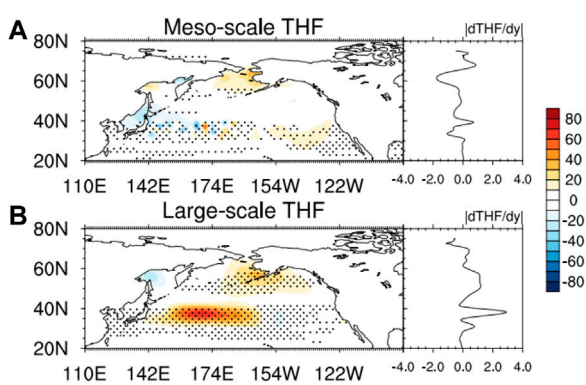 A
Meso-scale THF
|dTHF/dy|
80N
60N
40N
20N
110E 142E 174E 154W 122W
-4.0 -2.0 0.0 2.0 4.0
B
Large-scale THF
|dTHF/dy|
80N
60N
40N
20N
110E 142E 174E 154W 122W
-4.0 -2.0 0.0 2.0 4.0
80
60
40
20
0
-20
-40
-60
-80